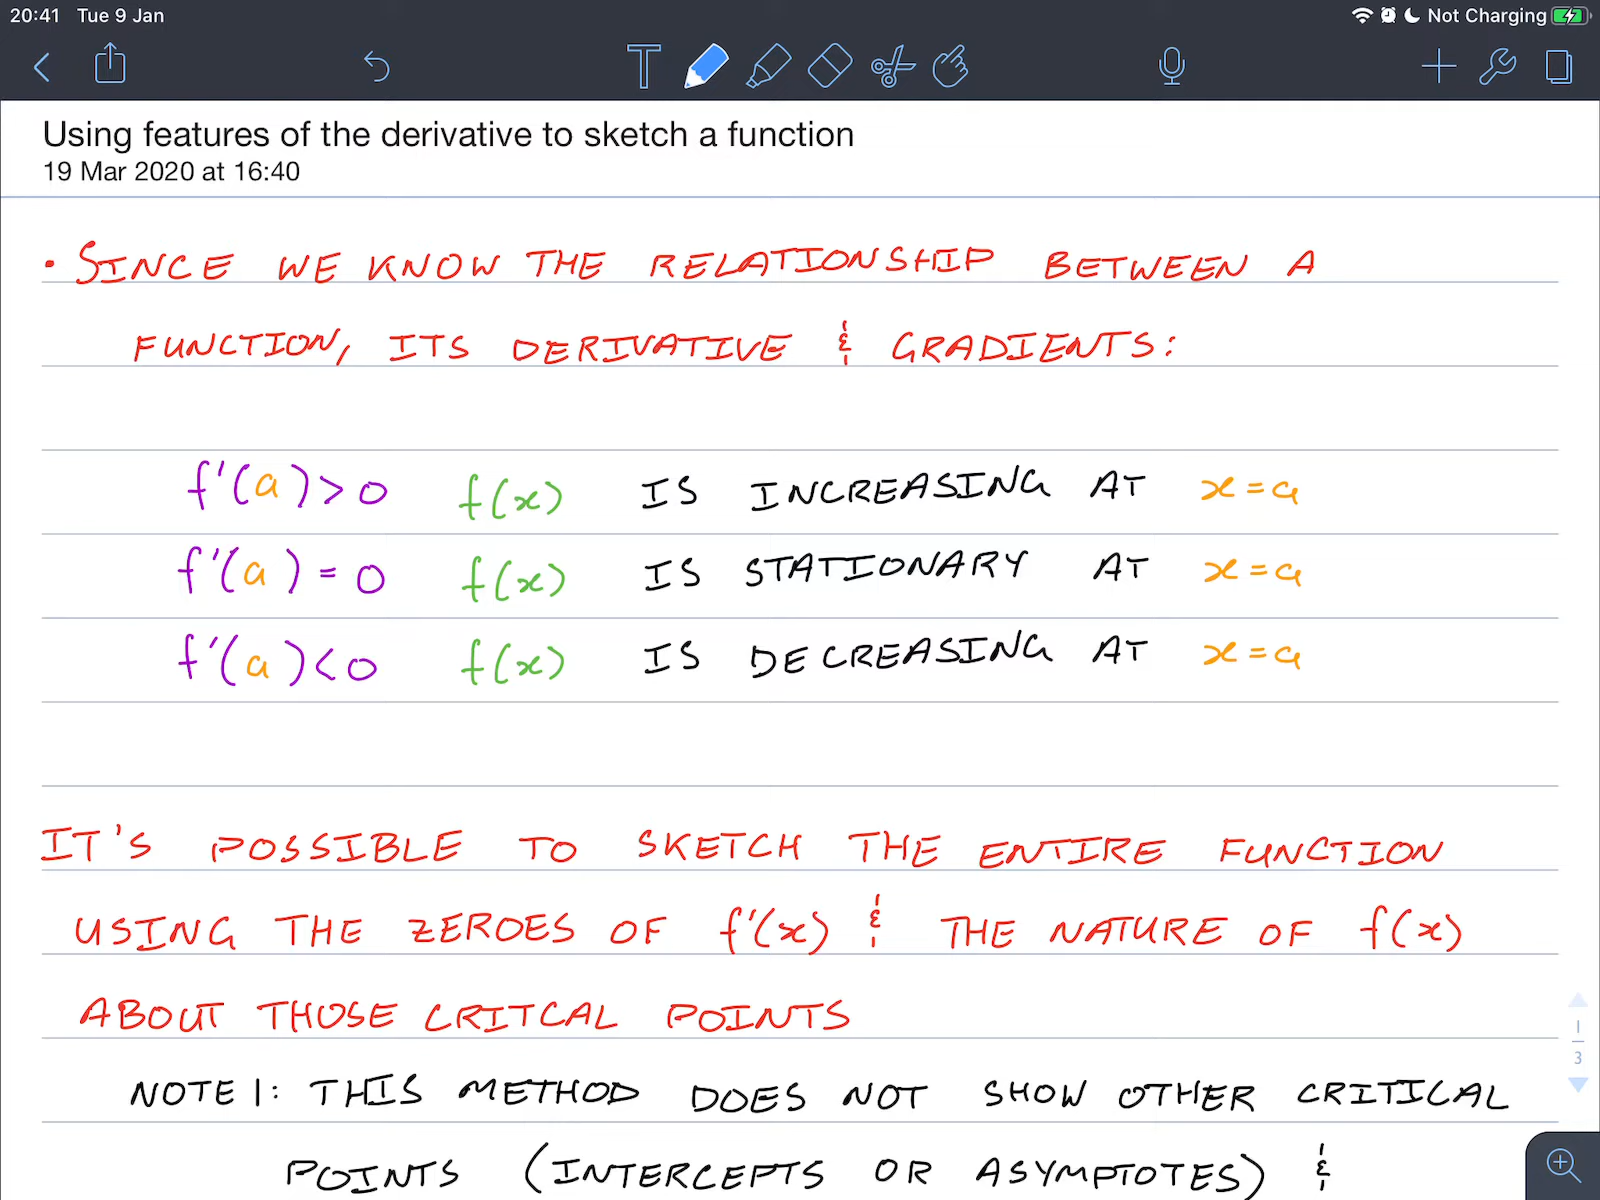 20:41 Tue 9 Jan Not Charging
Using features of the derivative to sketch a function
19 Mar 2020 at 16:40
• SINCE WE KNOW THE RELATIONSHIP BETWEEN A
FUNCTION, ITS DERIVATIVE & GRADIENTS:
f'(a) > 0 f(x) IS INCREASING AT x = a
f'(a) = 0 f(x) IS STATIONARY AT x = a
f'(a) < 0 f(x) IS DECREASING AT x = a
IT'S POSSIBLE TO SKETCH THE ENTIRE FUNCTION
USING THE ZEROES OF f'(x) & THE NATURE OF f(x)
ABOUT THOSE CRITCAL POINTS
1
3
NOTE 1: THIS METHOD DOES NOT SHOW OTHER CRITICAL
POINTS (INTERCEPTS OR ASYMPTOTES) &